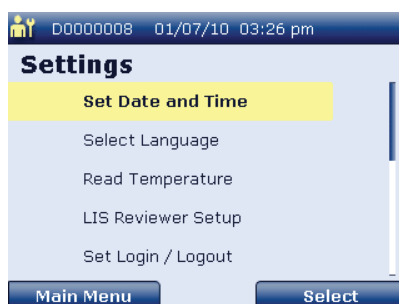 D0000008 01/07/10 03:26 pm
Settings
Set Date and Time
Select Language
Read Temperature
LIS Reviewer Setup
Set Login / Logout
Main Menu Select